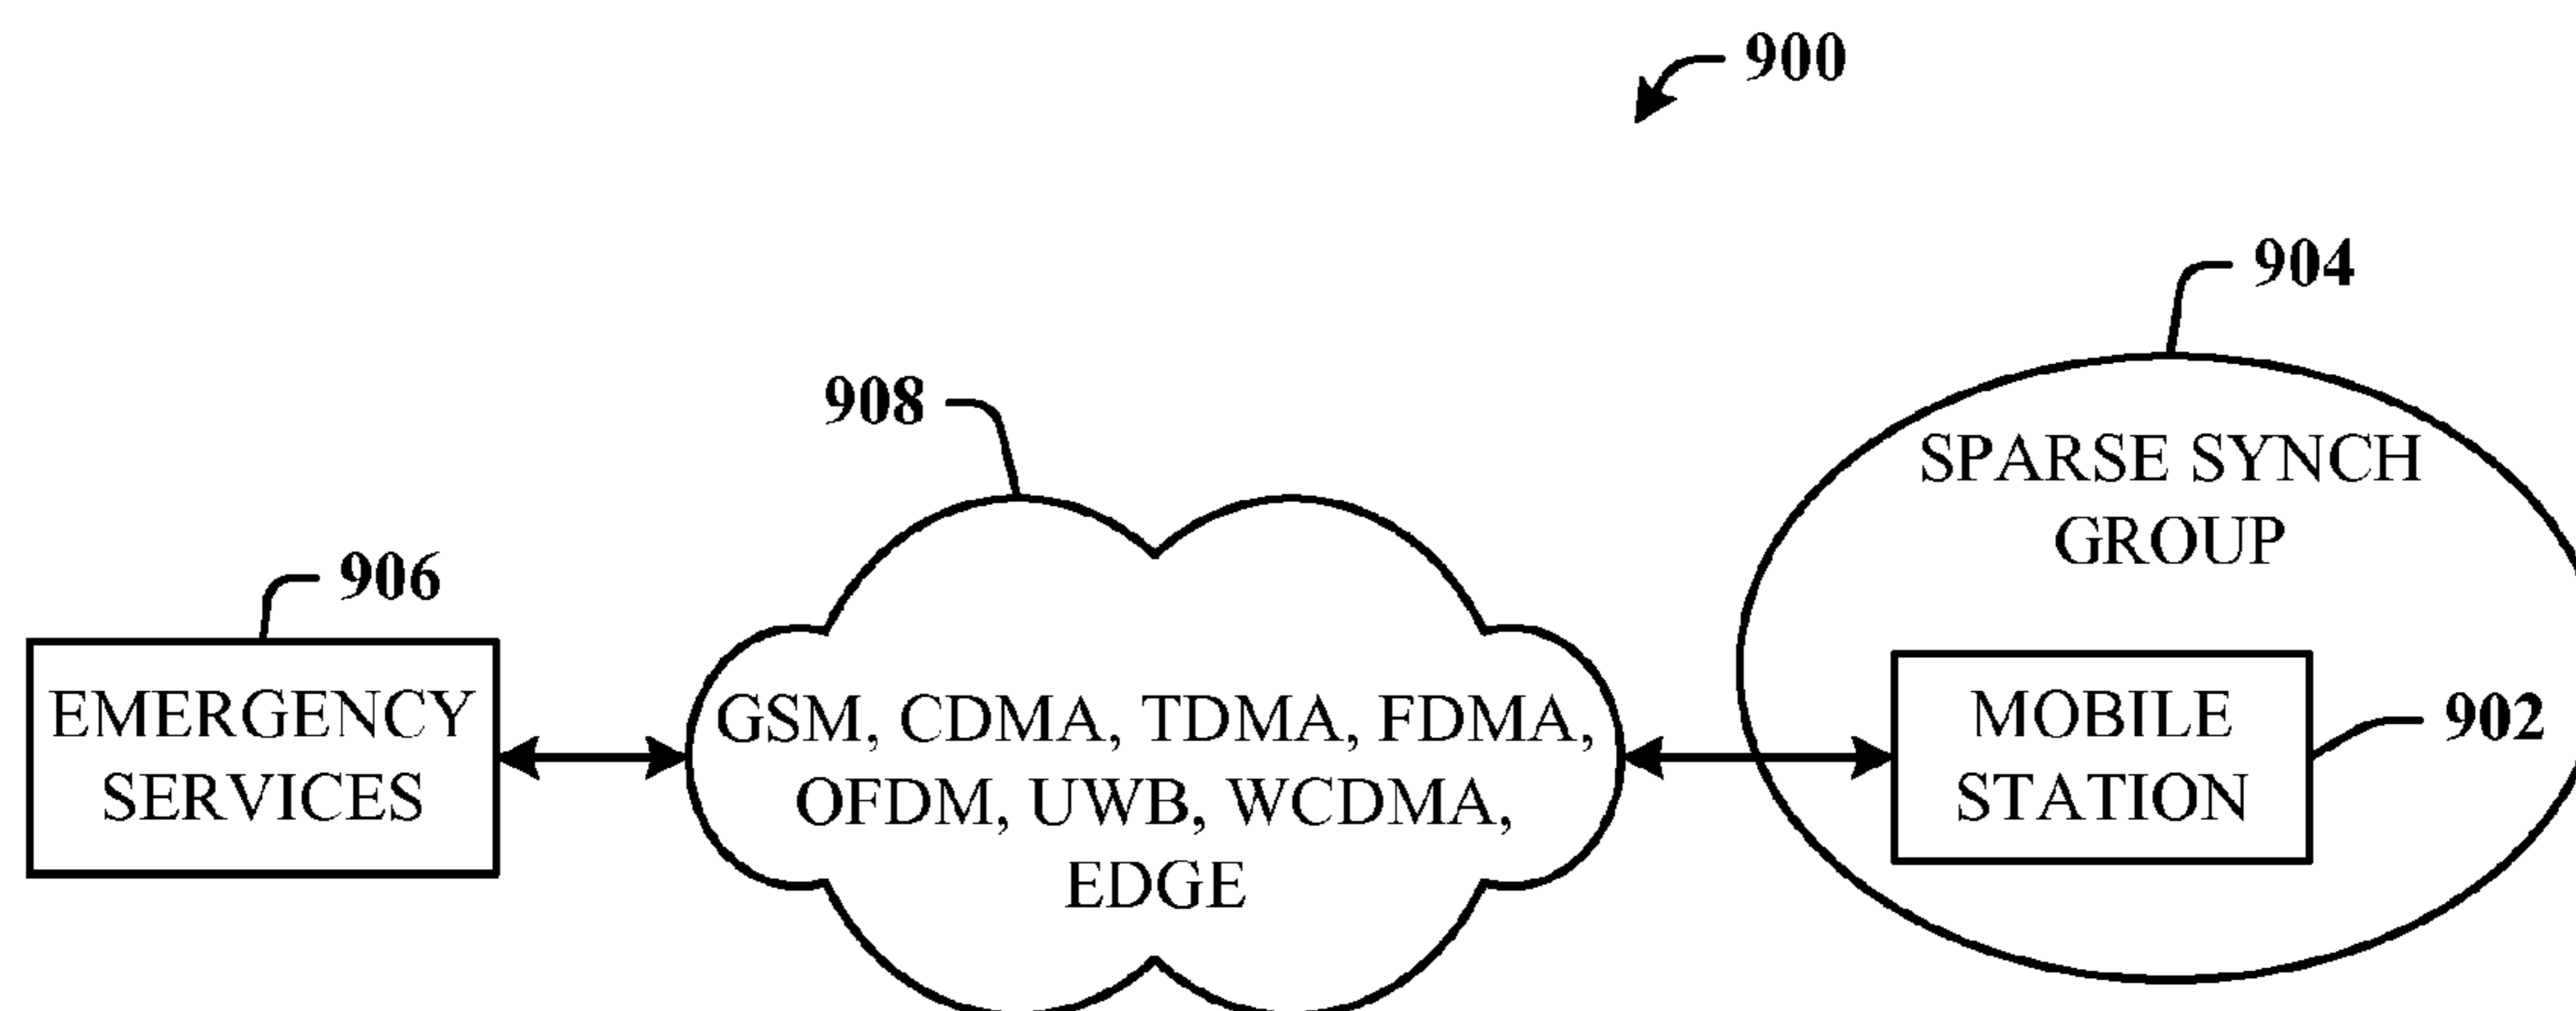 900
904
SPARSE SYNCH
GROUP
908
906
EMERGENCY
SERVICES
GSM, CDMA, TDMA, FDMA,
OFDM, UWB, WCDMA,
EDGE
MOBILE
STATION
902